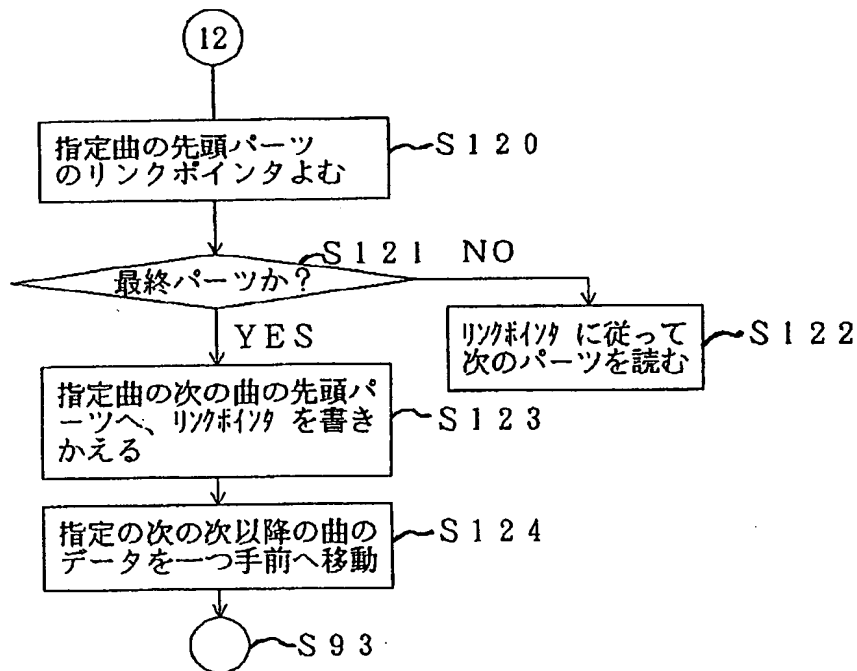 12
指定曲の先頭パーツ
のリンクポインタよむ
S120
S121 NO
最終パーツか?
YES
リンクポインタ に従って
次のパーツを読む
S122
指定曲の次の曲の先頭パ
ーツへ、リンクポインタ を書き
かえる
S123
指定の次の次以降の曲の
データを一つ手前へ移動
S124
S93